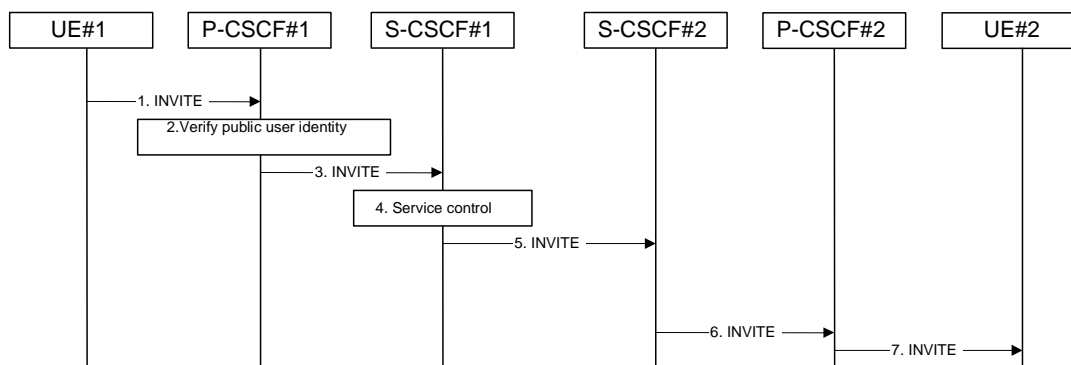 UE#1
P-CSCF#1
S-CSCF#1
S-CSCF#2
P-CSCF#2
UE#2
1. INVITE
2.Verify public user identity
3. INVITE
4. Service control
5. INVITE
6. INVITE
7. INVITE